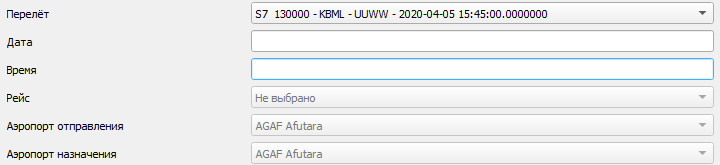 Перелёт S7 130000 - KBML - UUWW - 2020-04-05 15:45:00.0000000
Дата
Время
Рейс Не выбрано
Аэропорт отправления AGAF Afutara
Аэропорт назначения AGAF Afutara